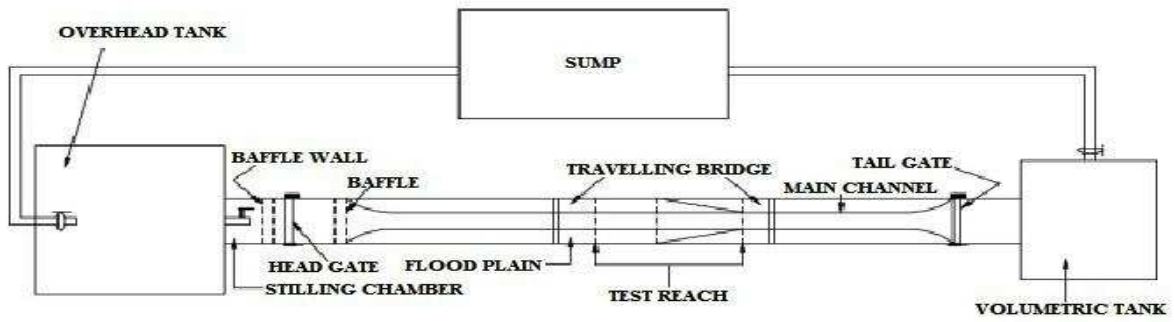 OVERHEAD TANK
SUMP
BAFFLE WALL
BAFFLE
TRAVELLING BRIDGE
TAIL GATE
MAIN CHANNEL
HEAD GATE
FLOOD PLAIN
STILLING CHAMBER
TEST REACH
VOLUMETRIC TANK